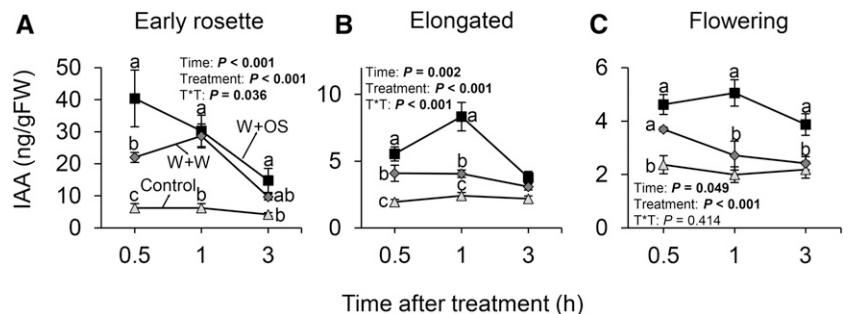 A Early rosette
B Elongated
C Flowering
IAA (ng/gFW)
50
40
30
20
10
0
a
b
c
a
b
a
ab
b
Time: P < 0.001
Treatment: P < 0.001
T*T: P = 0.036
W+OS
W+W
Control
0.5 1 3
10
5
0
Time: P = 0.002
Treatment: P < 0.001
T*T: P < 0.001
a
b
c
a
b
c
0.5 1 3
6
4
2
0
a
a
b
a
b
b
a
b
b
Time: P = 0.049
Treatment: P < 0.001
T*T: P = 0.414
0.5 1 3
Time after treatment (h)